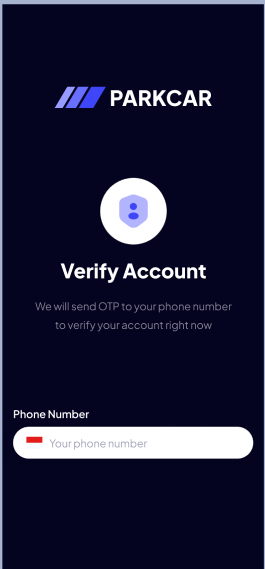 PARKCAR
Verify Account
We will send OTP to your phone number
to verify your account right now
Phone Number
Your phone number